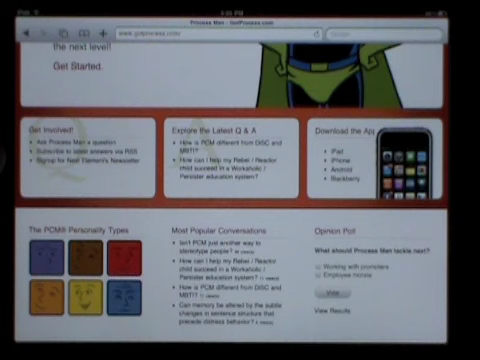 Process Man - GotProcess.com
www.gotprocess.com/
Google
the next level!
Get Started.
Get Involved!
Ask Process Man a question
Subscribe to latest answers via RSS
Signup for Next Element's Newsletter
Explore the Latest Q & A
How is PCM different from DISC and
MBTI?
How can I help my Rebel / Reactor
child succeed in a Workaholic /
Persister education system?
Download the App
iPad
iPhone
Android
Blackberry
The PCM® Personality Types
Most Popular Conversations
Isn't PCM just another way to
stereotype people?
How can I help my Rebel / Reactor
child succeed in a Workaholic /
Persister education system?
How is PCM different from DISC and
MBTI?
Can memory be altered by the subtle
changes in sentence structure that
precede distress behavior?
Opinion Poll
What should Process Man tackle next?
Working with promoters
Employee morale
Vote
View Results